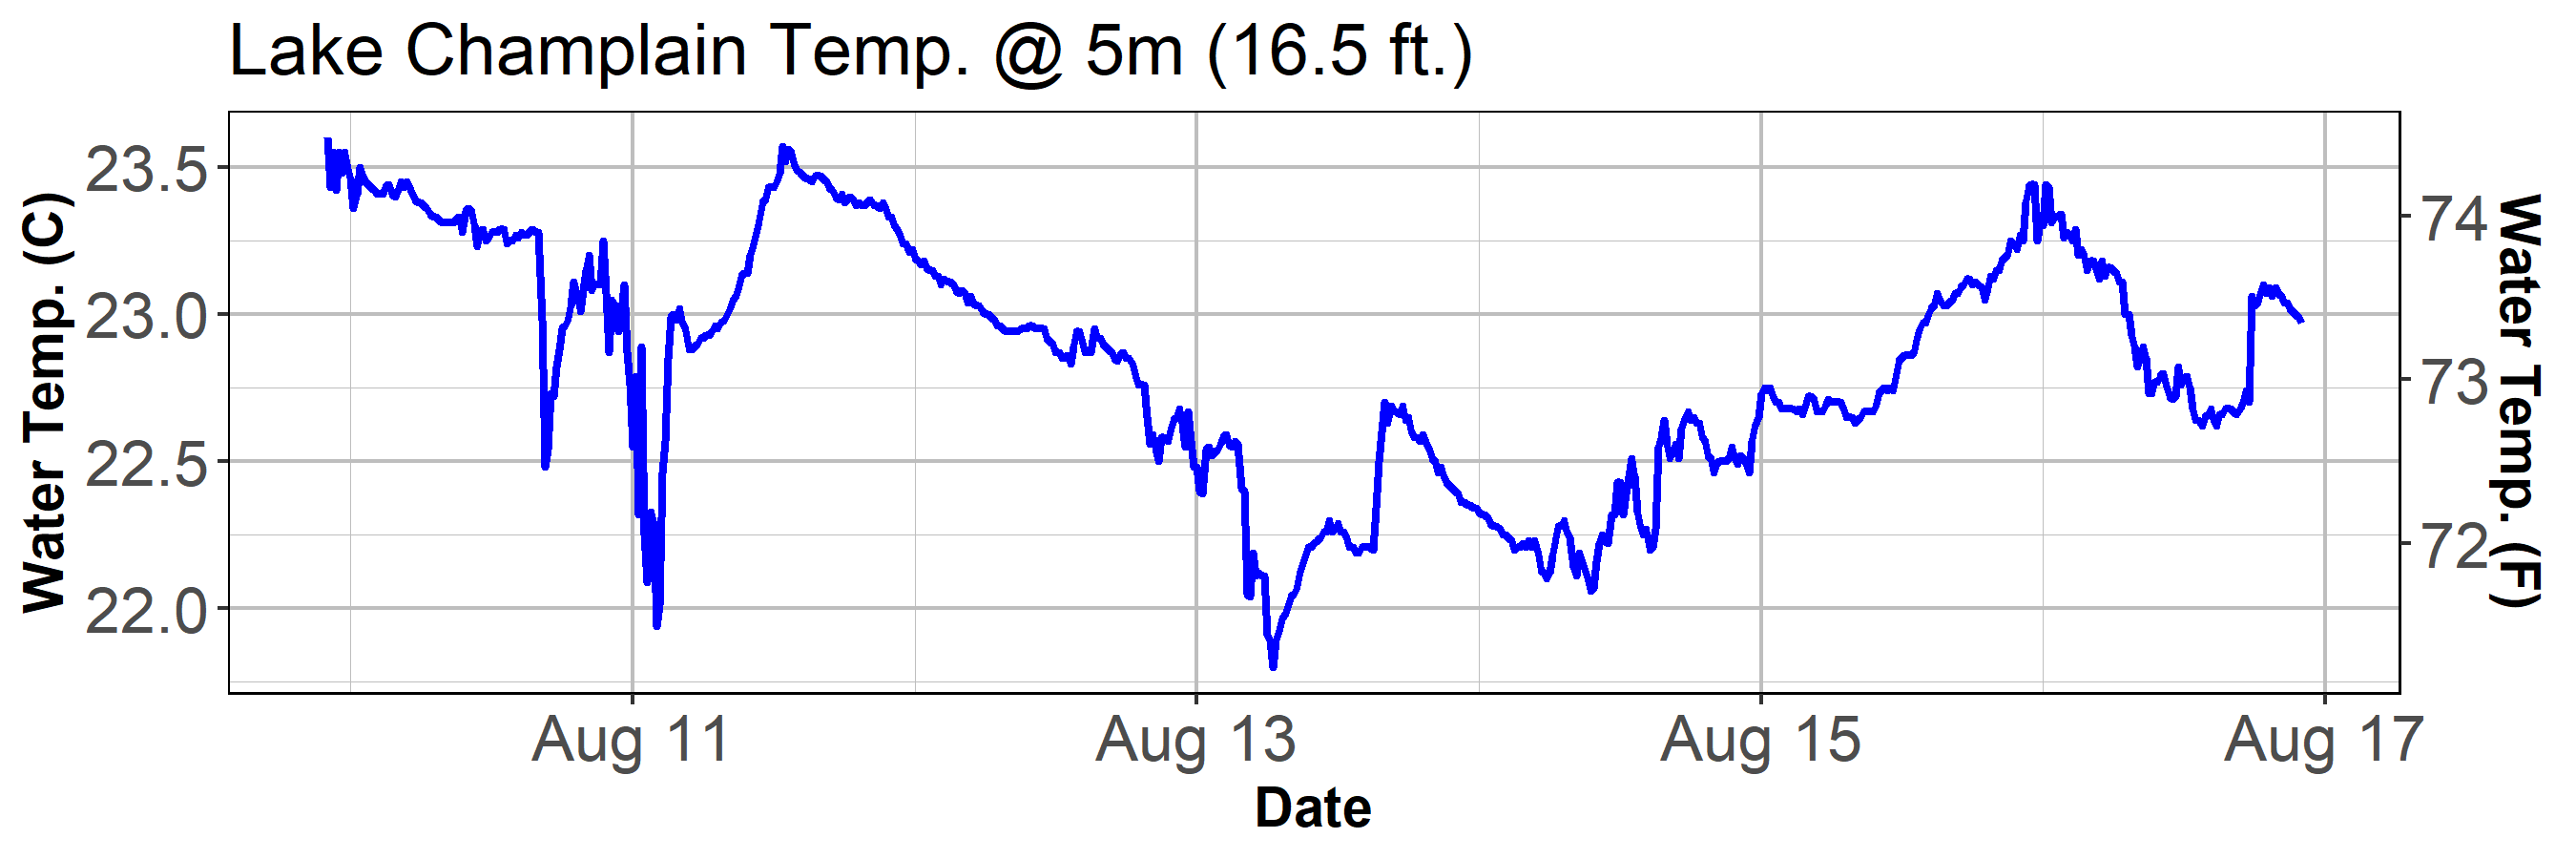 Lake Champlain Temp. @ 5m (16.5 ft.)
Water Temp. (C)
23.5
23.0
22.5
22.0
74
73
72
Water Temp. (F)
Aug 11 Aug 13 Aug 15 Aug 17
Date